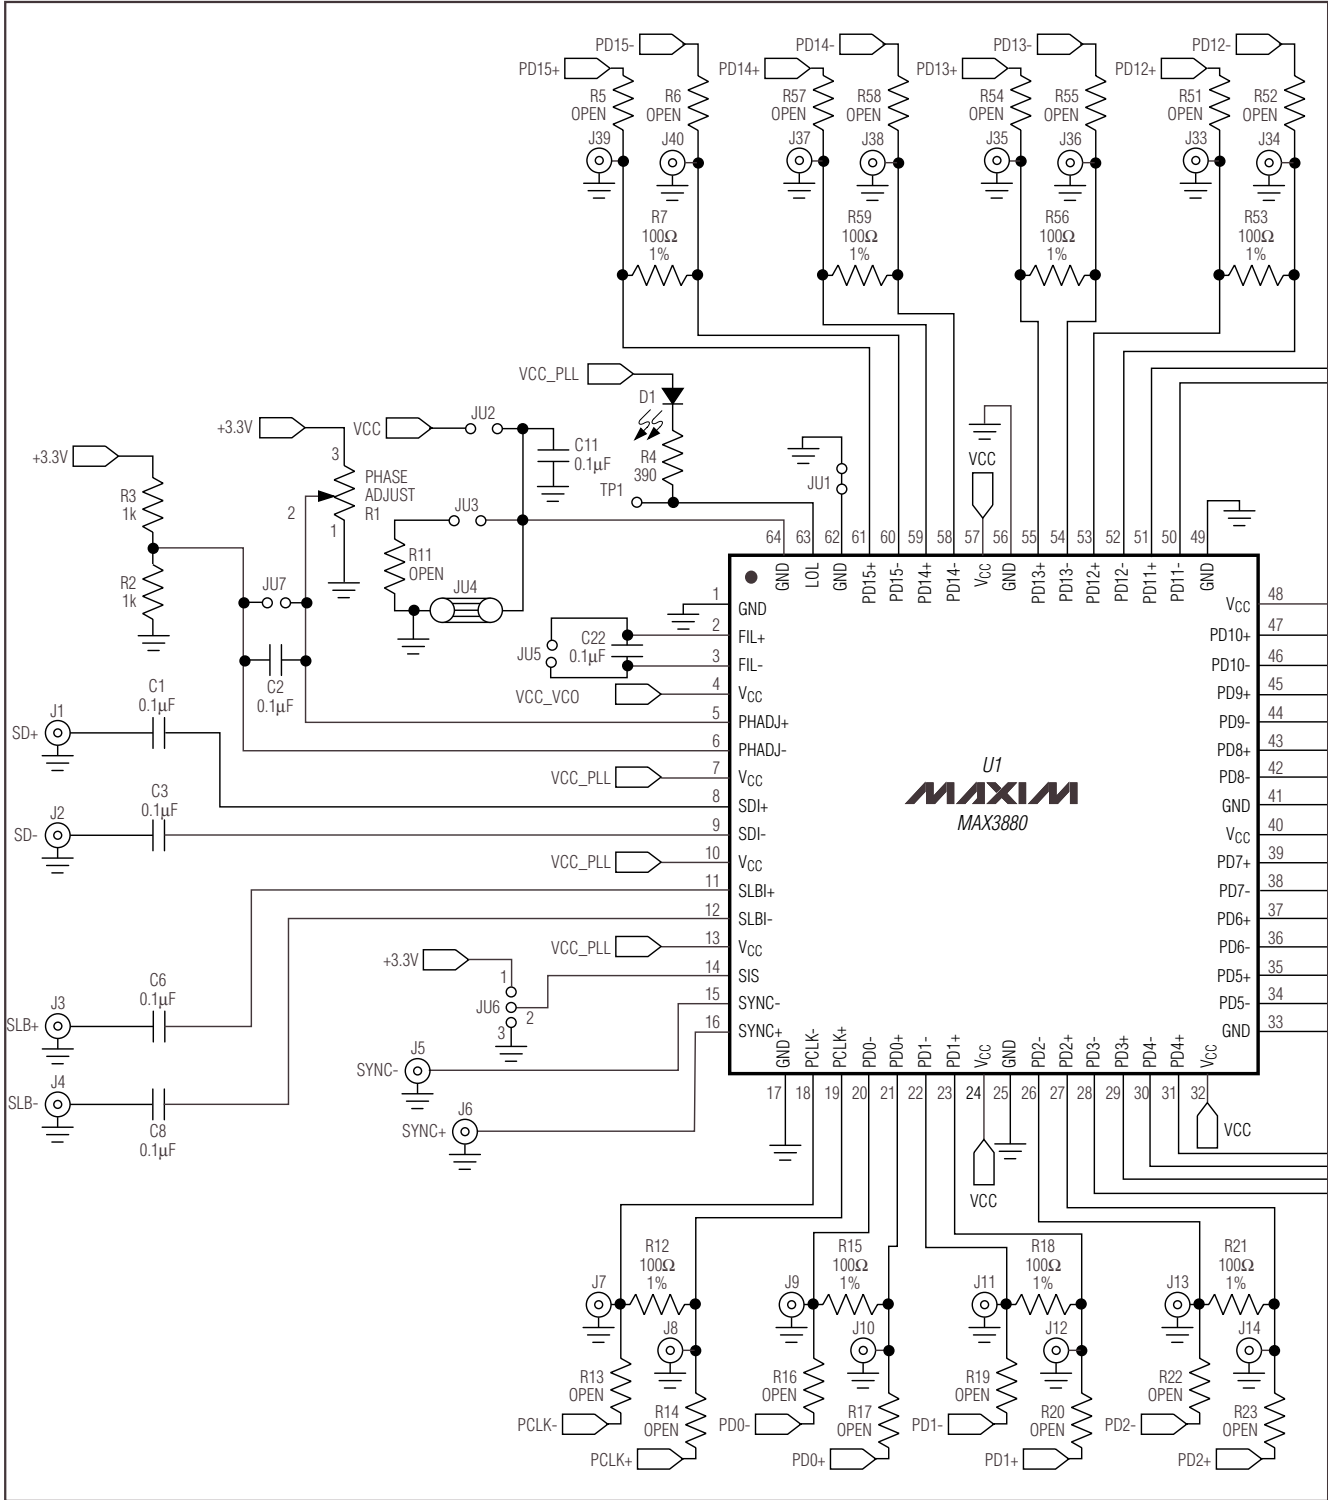 PD15-
PD14-
PD13-
PD12-
PD15+
PD14+
PD13+
PD12+
R5
OPEN
R6
OPEN
R57
OPEN
R58
OPEN
R54
OPEN
R55
OPEN
R51
OPEN
R52
OPEN
J39
J40
J37
J38
J35
J36
J33
J34
R7
100Ω
1%
R59
100Ω
1%
R56
100Ω
1%
R53
100Ω
1%
VCC_PLL
D1
R4
390
TP1
+3.3V
VCC
JU2
C11
0.1µF
JU1
VCC
+3.3V
R3
1k
R2
1k
3
2
1
PHASE
ADJUST
R1
JU3
R11
OPEN
JU4
JU7
C2
0.1µF
JU5
C22
0.1µF
VCC_VCO
64 63 62 61 60 59 58 57 56 55 54 53 52 51 50 49
GND LOL GND PD15+ PD15- PD14+ PD14- VCC GND PD13+ PD13- PD12+ PD12- PD11+ PD11- GND
1 GND
2 FIL+
3 FIL-
4 VCC
5 PHADJ+
6 PHADJ-
7 VCC
8 SDI+
9 SDI-
10 VCC
11 SLBI+
12 SLBI-
13 VCC
14 SIS
15 SYNC-
16 SYNC+
VCC 48
PD10+ 47
PD10- 46
PD9+ 45
PD9- 44
PD8+ 43
PD8- 42
GND 41
VCC 40
PD7+ 39
PD7- 38
PD6+ 37
PD6- 36
PD5+ 35
PD5- 34
GND 33
U1
MAXIM
MAX3880
J1
SD+
C1
0.1µF
J2
SD-
C3
0.1µF
VCC_PLL
VCC_PLL
VCC_PLL
+3.3V
JU6
1
2
3
J3
SLB+
C6
0.1µF
J4
SLB-
C8
0.1µF
J5
SYNC-
J6
SYNC+
GND PCLK- PCLK+ PD0- PD0+ PD1- PD1+ VCC GND PD2- PD2+ PD3- PD3+ PD4- PD4+ VCC
17 18 19 20 21 22 23 24 25 26 27 28 29 30 31 32
VCC
VCC
R12
100Ω
1%
R15
100Ω
1%
R18
100Ω
1%
R21
100Ω
1%
J7
J8
J9
J10
J11
J12
J13
J14
R13
OPEN
R14
OPEN
R16
OPEN
R17
OPEN
R19
OPEN
R20
OPEN
R22
OPEN
R23
OPEN
PCLK-
PD0-
PD1-
PD2-
PCLK+
PD0+
PD1+
PD2+